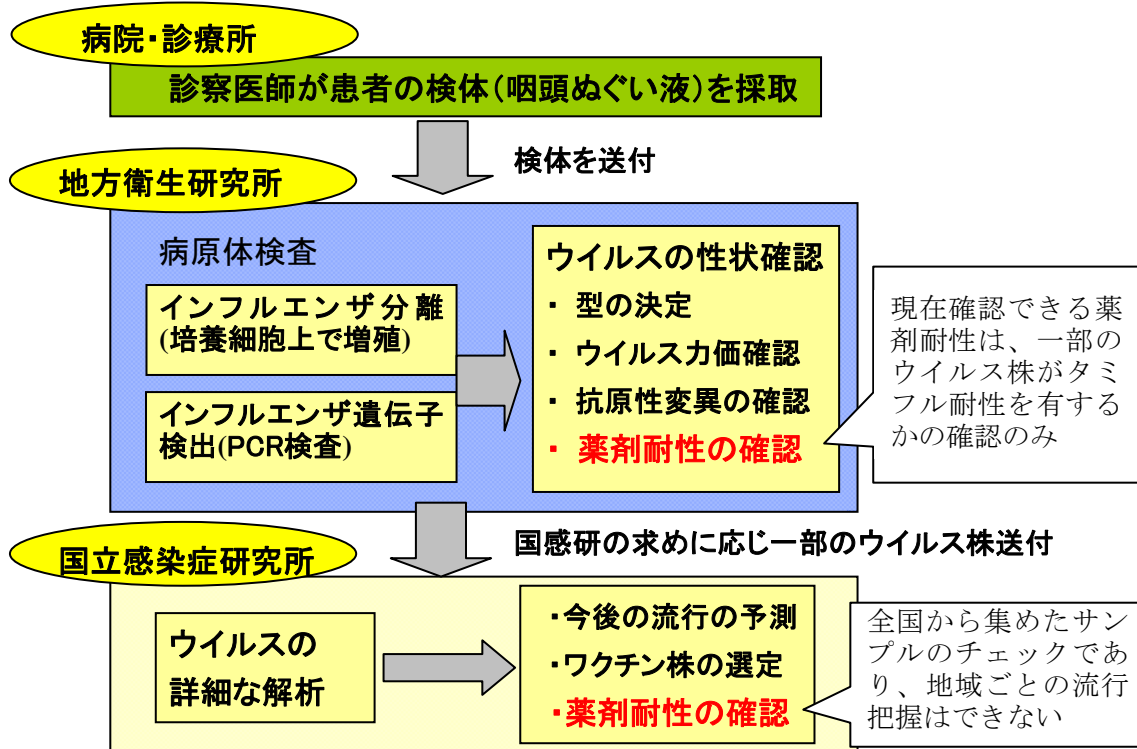 病院・診療所
診察医師が患者の検体(咽頭ぬぐい液)を採取
検体を送付
地方衛生研究所
病原体検査
インフルエンザ分離
(培養細胞上で増殖)
インフルエンザ遺伝子
検出(PCR検査)
ウイルスの性状確認
・ 型の決定
・ ウイルス力価確認
・ 抗原性変異の確認
・ 薬剤耐性の確認
現在確認できる薬
剤耐性は、一部の
ウイルス株がタミ
フル耐性を有する
かの確認のみ
国感研の求めに応じ一部のウイルス株送付
国立感染症研究所
ウイルスの
詳細な解析
・今後の流行の予測
・ワクチン株の選定
・薬剤耐性の確認
全国から集めたサン
プルのチェックであ
り、地域ごとの流行
把握はできない